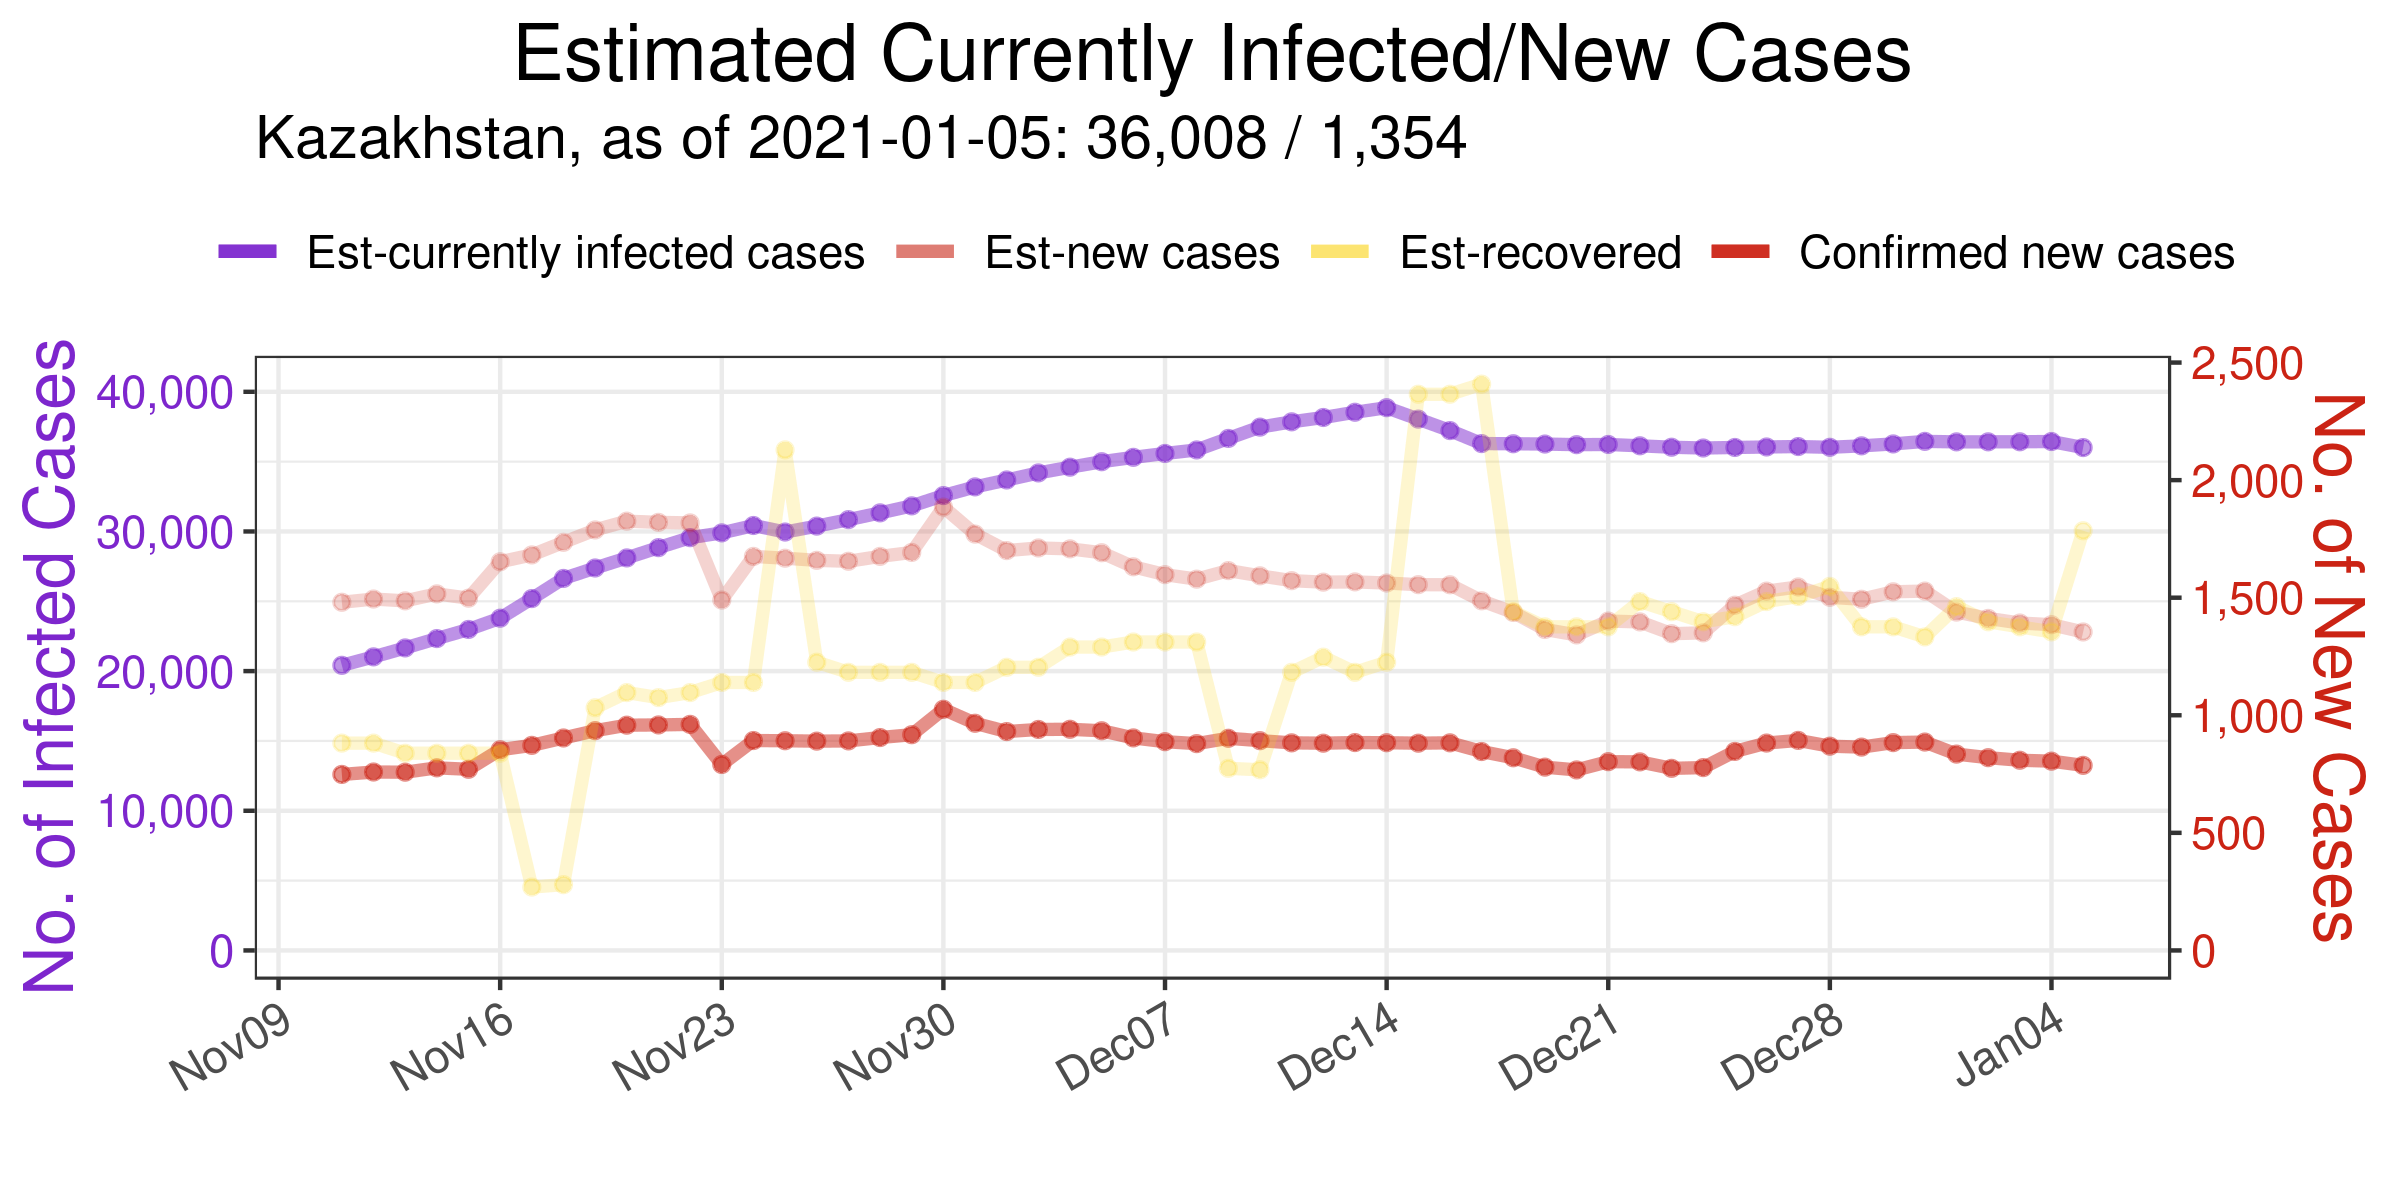 Estimated Currently Infected/New Cases
Kazakhstan, as of 2021-01-05: 36,008 / 1,354
Est-currently infected cases Est-new cases Est-recovered Confirmed new cases
No. of Infected Cases
40,000
30,000
20,000
10,000
0
2,500
2,000
1,500
1,000
500
0
No. of New Cases
Nov09 Nov16 Nov23 Nov30 Dec07 Dec14 Dec21 Dec28 Jan04